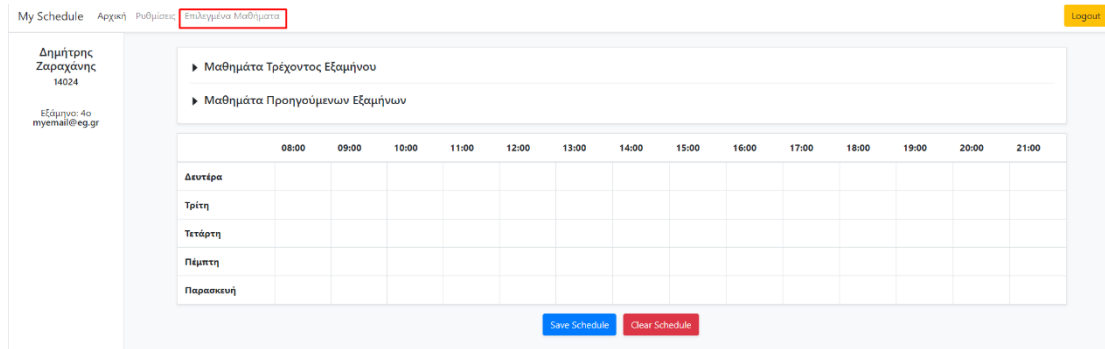 My Schedule Αρχική Ρυθμίσεις Επιλεγμένα Μαθήματα Logout
Δημήτρης
Ζαραχάνης
14024
Εξάμηνο: 4ο
myemail@eg.gr
Μαθημάτα Τρέχοντος Εξαμήνου
Μαθημάτα Προηγούμενων Εξαμήνων
08:00 09:00 10:00 11:00 12:00 13:00 14:00 15:00 16:00 17:00 18:00 19:00 20:00 21:00
Δευτέρα
Τρίτη
Τετάρτη
Πέμπτη
Παρασκευή
Save Schedule Clear Schedule